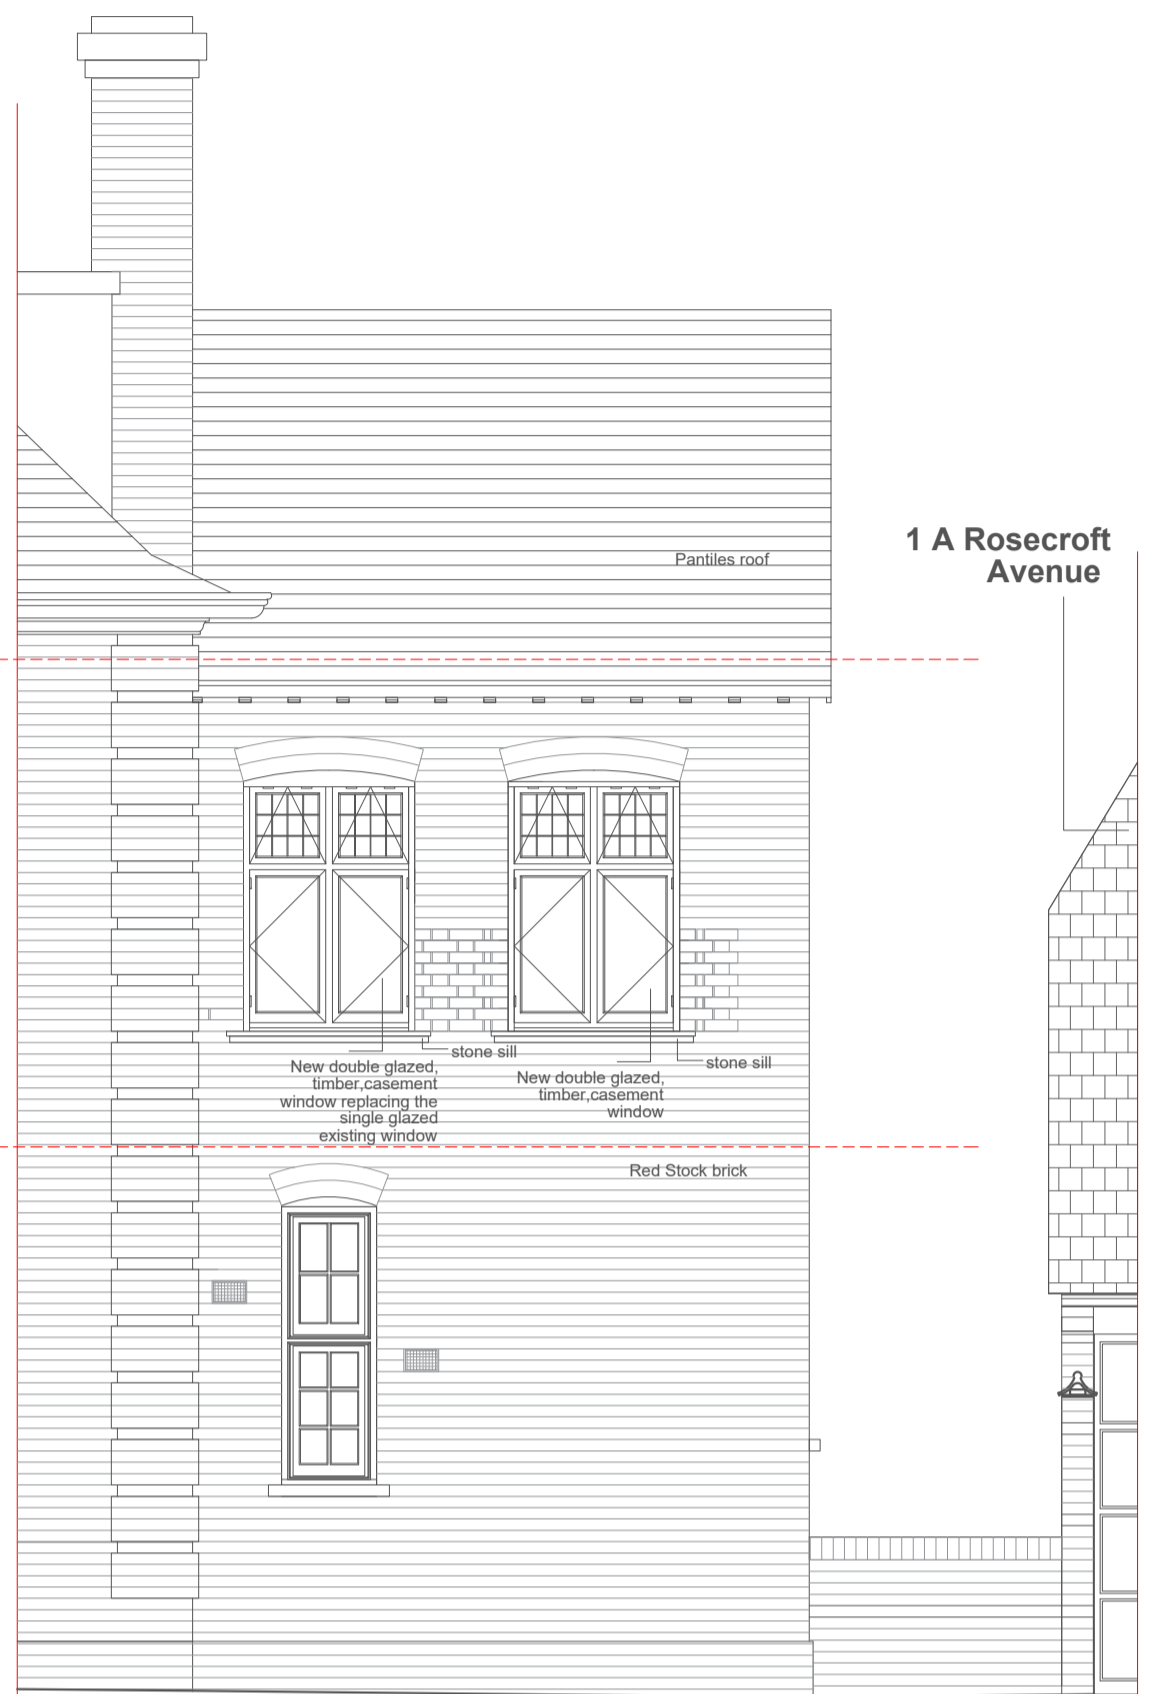 1 A Rosecroft
Avenue
Pantiles roof
stone sill
New double glazed,
timber,casement
window replacing the
single glazed
existing window
stone sill
New double glazed,
timber,casement
window
Red Stock brick